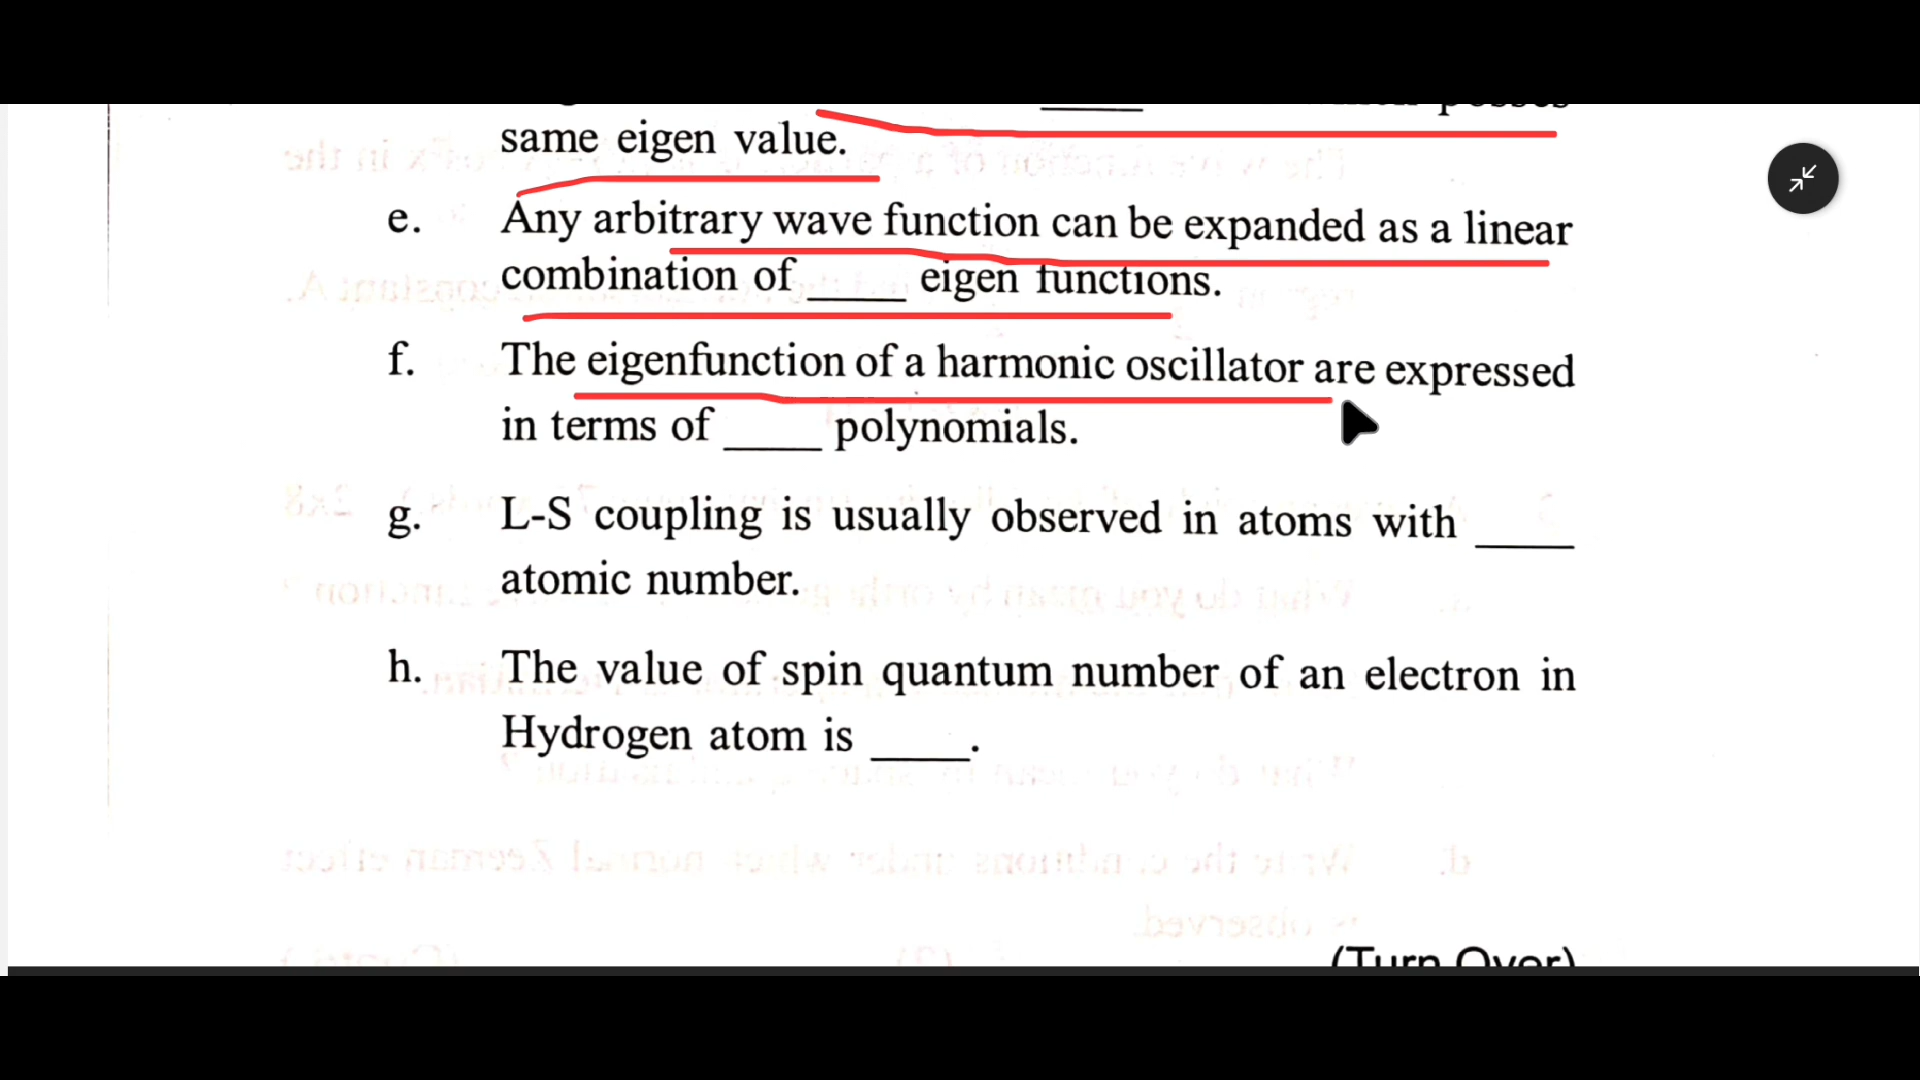 posses
same eigen value.
e. Any arbitrary wave function can be expanded as a linear
combination of ____ eigen functions.
f. The eigenfunction of a harmonic oscillator are expressed
in terms of ____ polynomials.
g. L-S coupling is usually observed in atoms with ____
atomic number.
h. The value of spin quantum number of an electron in
Hydrogen atom is ____.
(Turn Over)